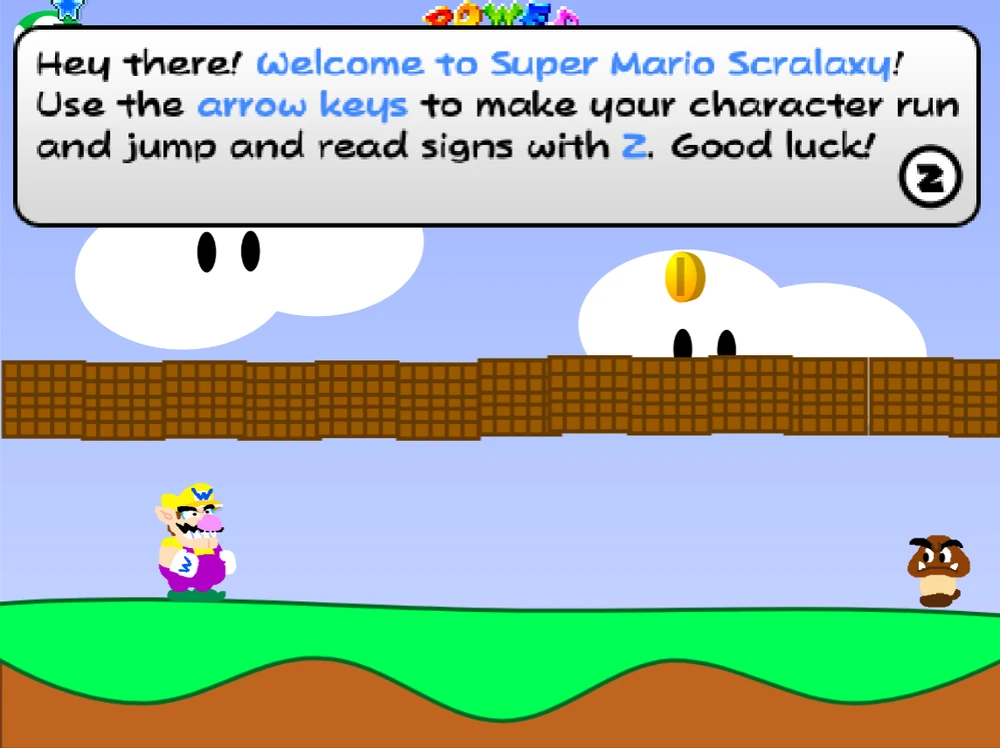 POWER
Hey there! Welcome to Super Mario Scralaxy!
Use the arrow keys to make your character run
and jump and read signs with Z. Good luck!
Z
W
W